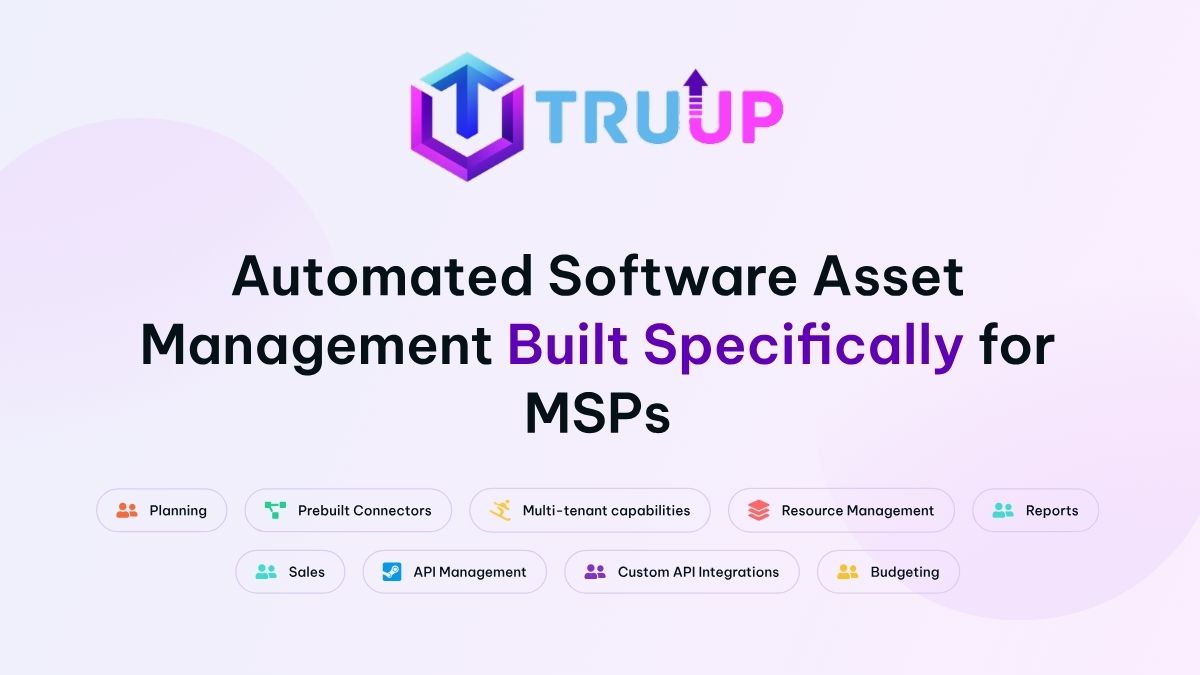 TRUUP
Automated Software Asset
Management Built Specifically for
MSPs
Planning
Prebuilt Connectors
Multi-tenant capabilities
Resource Management
Reports
Sales
API Management
Custom API Integrations
Budgeting